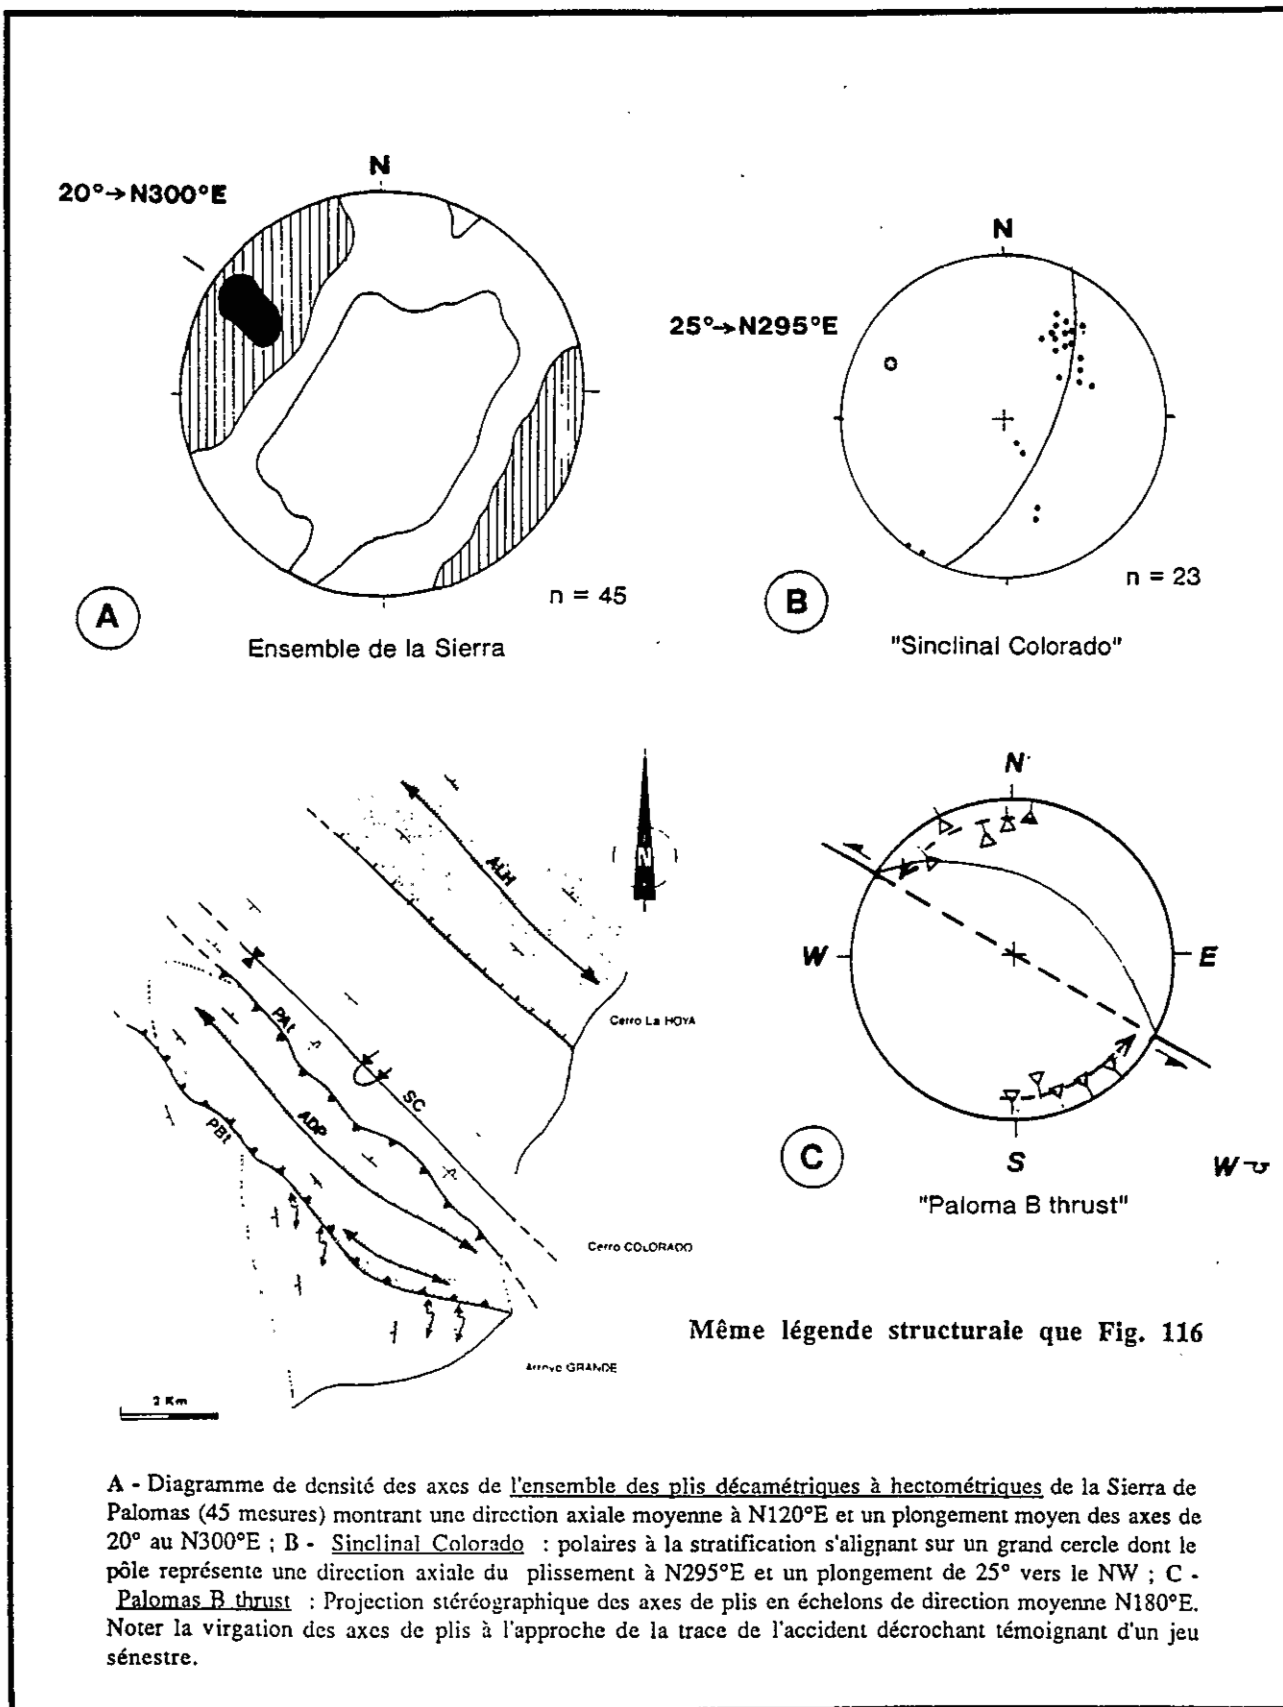 N
20°→N300°E
A
n = 45
Ensemble de la Sierra
N
25°→N295°E
B
n = 23
"Sinclinal Colorado"
N
ALH
Cerro La HOYA
PAt
SC
ADP
PBt
Cerro COLORADO
Arroyo GRANDE
2 Km
N
W
E
S
C
"Paloma B thrust"
Même légende structurale que Fig. 116
A - Diagramme de densité des axes de l'ensemble des plis décamétriques à hectométriques de la Sierra de
Palomas (45 mesures) montrant une direction axiale moyenne à N120°E et un plongement moyen des axes de
20° au N300°E ; B - Sinclinal Colorado : polaires à la stratification s'alignant sur un grand cercle dont le
pôle représente une direction axiale du plissement à N295°E et un plongement de 25° vers le NW ; C -
Palomas B thrust : Projection stéréographique des axes de plis en échelons de direction moyenne N180°E.
Noter la virgation des axes de plis à l'approche de la trace de l'accident décrochant témoignant d'un jeu
sénestre.